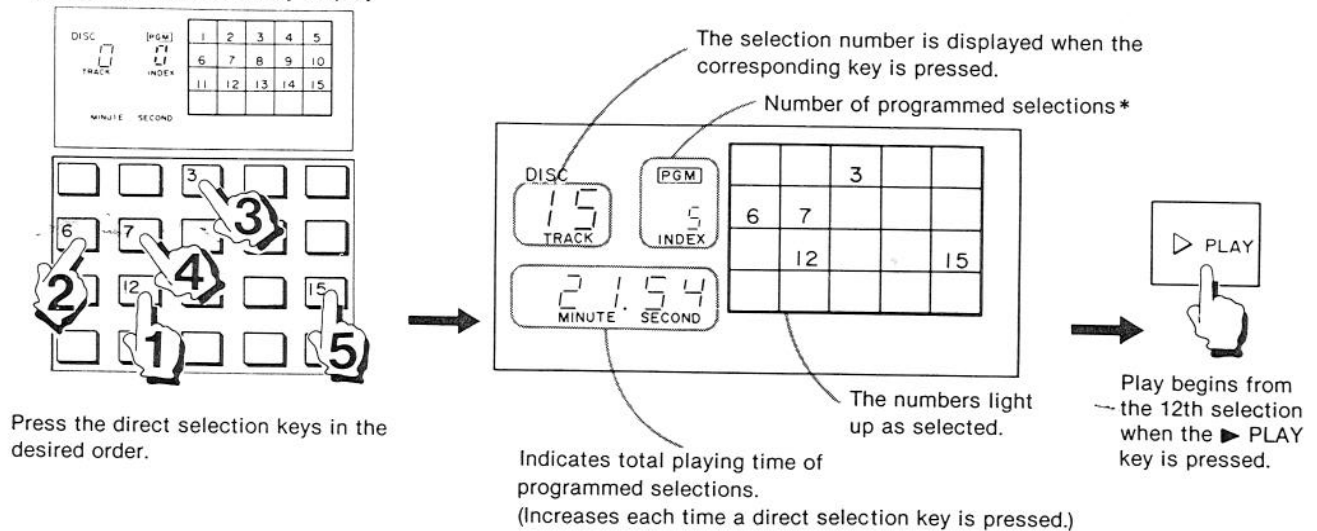 DISC [PGM] 1 2 3 4 5
0 0 6 7 8 9 10
TRACK INDEX
11 12 13 14 15
MINUTE SECOND
3
3
6 7
2 4
12 15
1 5
Press the direct selection keys in the
desired order.
The selection number is displayed when the
corresponding key is pressed.
Number of programmed selections*
DISC PGM
3
15 5 6 7
TRACK INDEX
12 15
21.54
MINUTE SECOND
The numbers light
up as selected.
Indicates total playing time of
programmed selections.
(Increases each time a direct selection key is pressed.)
▷ PLAY
Play begins from
the 12th selection
when the ▶ PLAY
key is pressed.